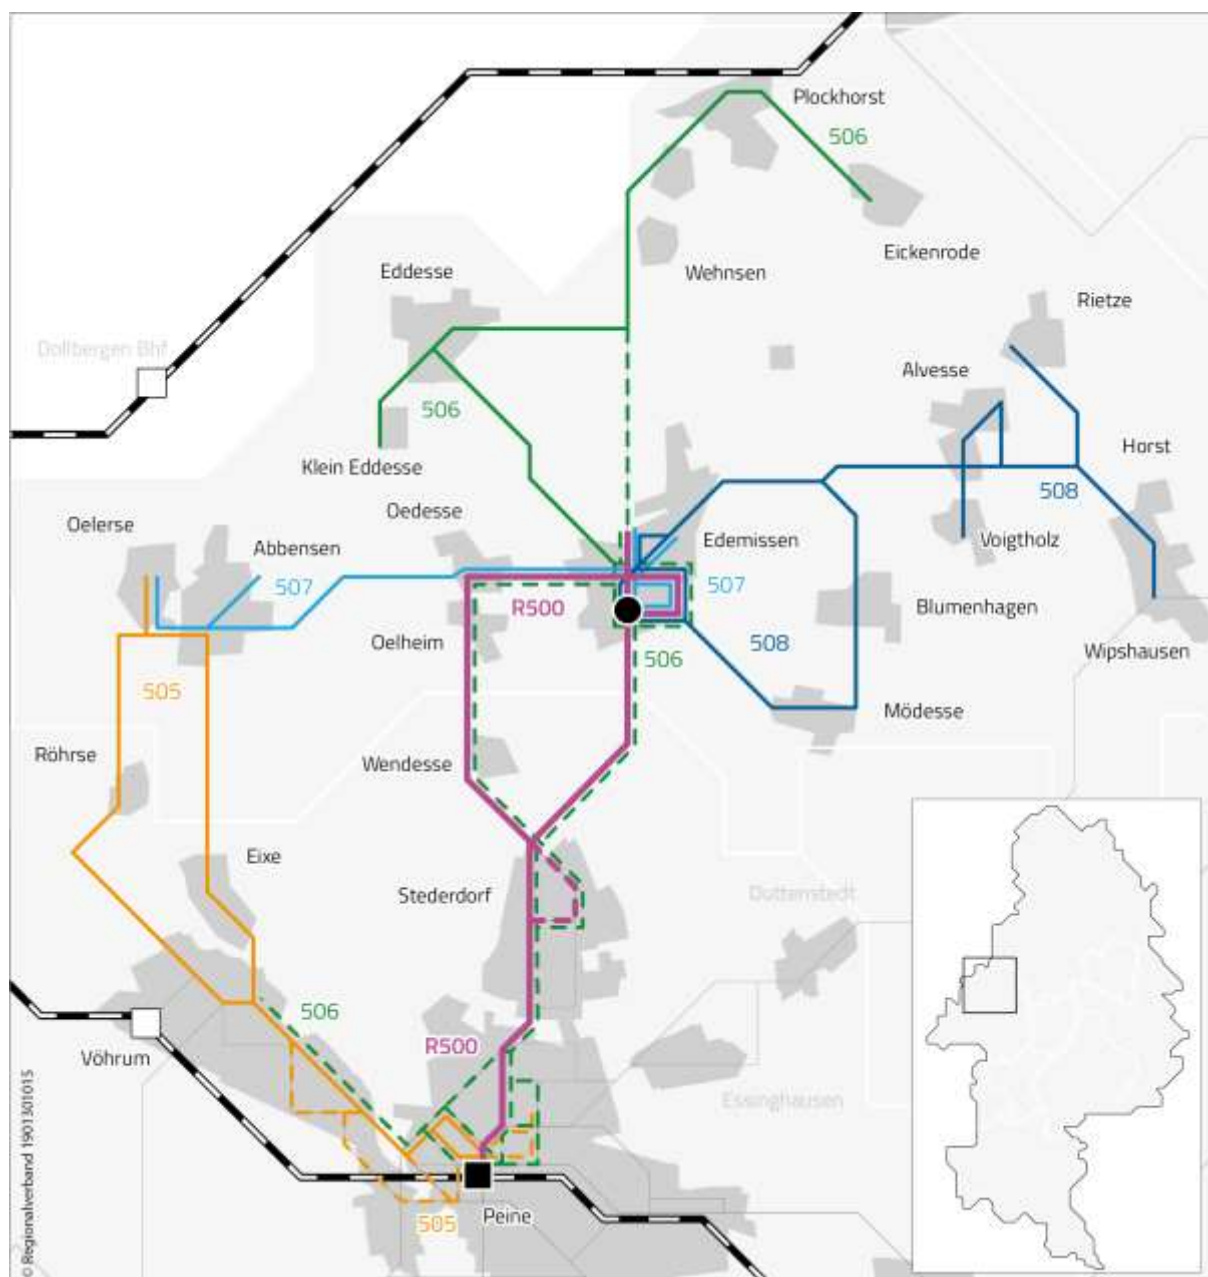 Plockhorst
506
Eickenrode
Wehnsen
Eddesse
Rietze
Dollbergen Bhf
Alvesse
506
Klein Eddesse
Horst
Oedesse
508
Oelerse
Abbensen
Edemissen
Voigtholz
507
507
R500
Blumenhagen
Oelheim
508
506
Wipshausen
505
Mödesse
Röhrse
Wendesse
Eixe
Stederdorf
Duttenstedt
506
R500
Vöhrum
Essinghausen
505
Peine
© Regionalverband 1901301015